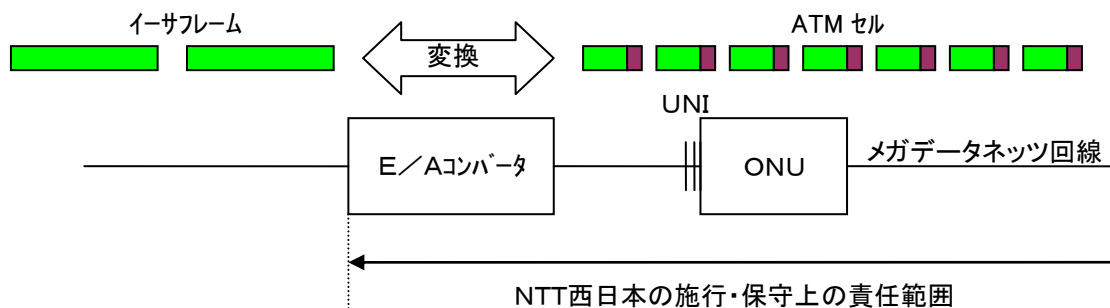 イーサフレーム
ATM セル
変換
UNI
E/Aコンバータ
ONU
メガデータネッツ回線
NTT西日本の施行・保守上の責任範囲